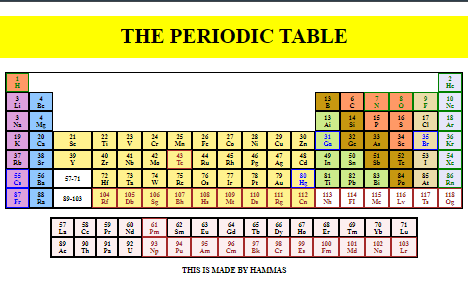 THE PERIODIC TABLE
1 2
H He
3 4 13 6 7 8 9 10
Li Be B C N O F Ne
3 4 13 14 15 16 17 18
Na Mg Al Si P S Cl Ar
19 20 21 22 23 24 25 26 27 28 29 30 31 32 33 34 35 36
K Ca Sc Ti V Cr Mn Fe Co Ni Cu Zn Ga Ge As Se Br Kr
37 38 39 40 41 42 43 44 45 46 47 48 49 50 51 52 53 54
Rb Sr Y Zr Nb Mo Tc Ru Rh Pd Ag Cd In Sn Sb Te I Xe
55 56 57-71 72 73 74 75 76 77 78 79 80 81 82 83 84 85 86
Cs Ba Hf Ta W Re Os Ir Pt Au Hg Tl Pb Bi Po At Rn
87 88 89-103 104 105 106 107 108 109 110 111 112 113 114 115 116 117 118
Fr Ra Rf Db Sg Bh Hs Mt Ds Rg Cn Nh Fl Mc Lv Ts Og
57 58 59 60 61 62 63 64 65 66 67 68 69 70 71
La Ce Pr Nd Pm Sm Eu Gd Tb Dy Ho Er Tm Yb Lu
89 90 91 92 93 94 95 96 97 98 99 100 101 102 103
Ac Th Pa U Np Pu Am Cm Bk Cr Es Fm Md No Lr
THIS IS MADE BY HAMMAS